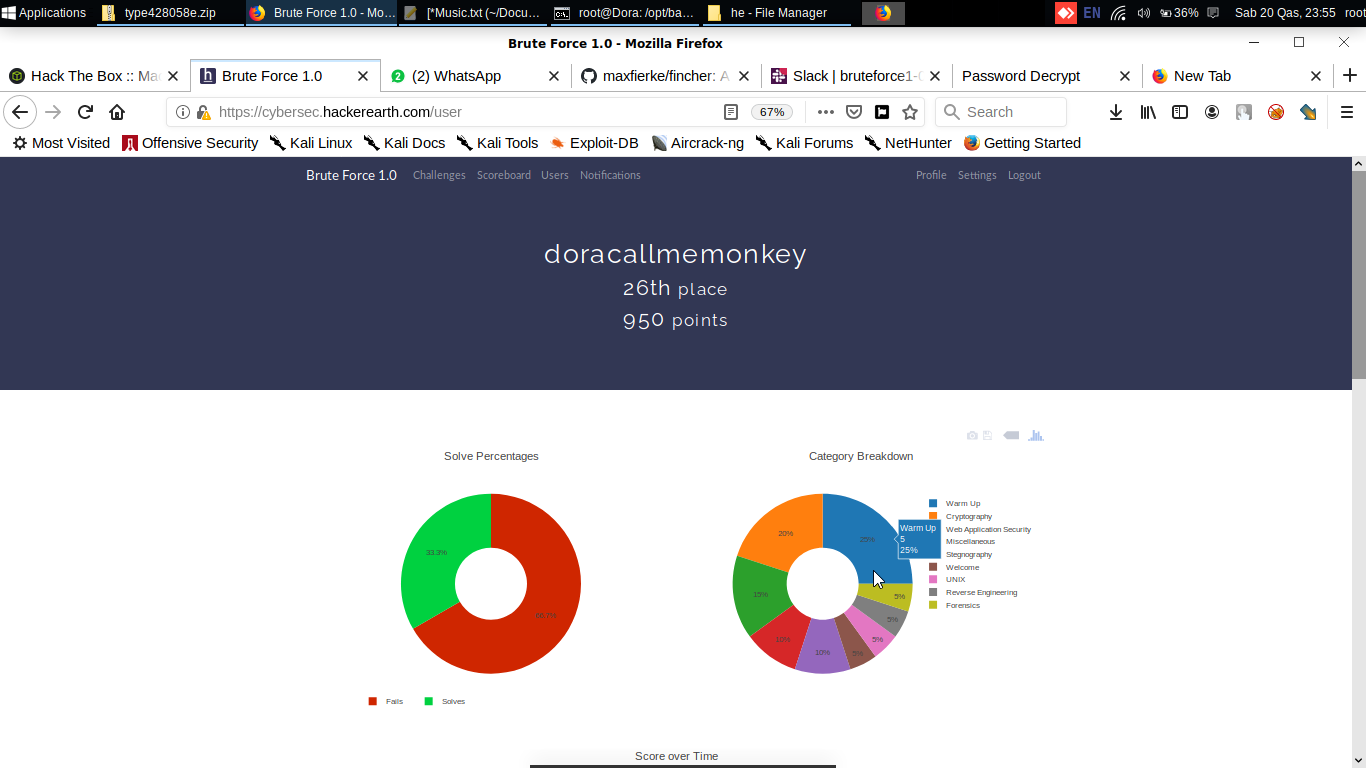 Applications type428058e.zip Brute Force 1.0 - Mo... [*Music.txt (~/Docu... root@Dora: /opt/ba... he - File Manager EN 36% Sab 20 Qas, 23:55 root
Brute Force 1.0 - Mozilla Firefox
Hack The Box :: Mac Brute Force 1.0 (2) WhatsApp maxfierke/fincher: A Slack | bruteforce1-0 Password Decrypt New Tab
https://cybersec.hackerearth.com/user 67% Search
Most Visited Offensive Security Kali Linux Kali Docs Kali Tools Exploit-DB Aircrack-ng Kali Forums NetHunter Getting Started
Brute Force 1.0 Challenges Scoreboard Users Notifications Profile Settings Logout
doracallmemonkey
26th place
950 points
Solve Percentages
33.3%
66.7%
Fails Solves
Category Breakdown
20% 25%
15% 5%
10% 10% 5% 5% 5%
Warm Up
5
25%
Warm Up
Cryptography
Web Application Security
Miscellaneous
Stegnography
Welcome
UNIX
Reverse Engineering
Forensics
Score over Time